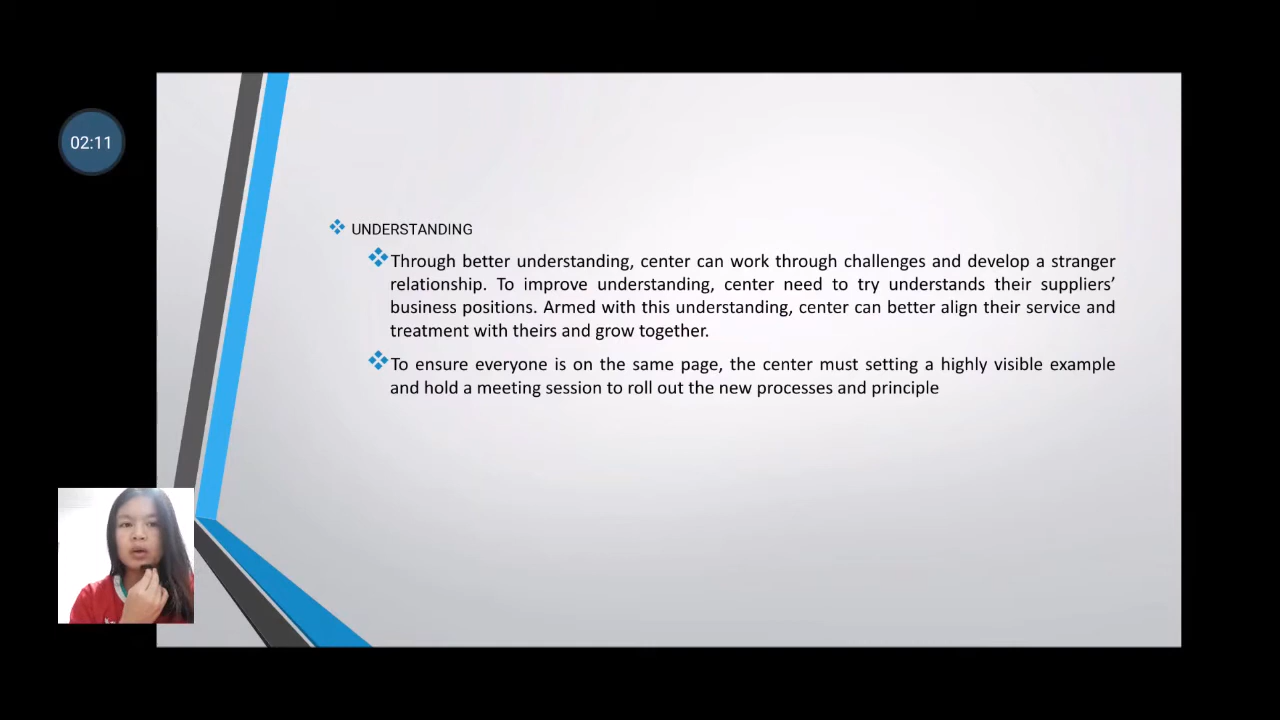 02:11
UNDERSTANDING
Through better understanding, center can work through challenges and develop a stranger
relationship. To improve understanding, center need to try understands their suppliers’
business positions. Armed with this understanding, center can better align their service and
treatment with theirs and grow together.
To ensure everyone is on the same page, the center must setting a highly visible example
and hold a meeting session to roll out the new processes and principle